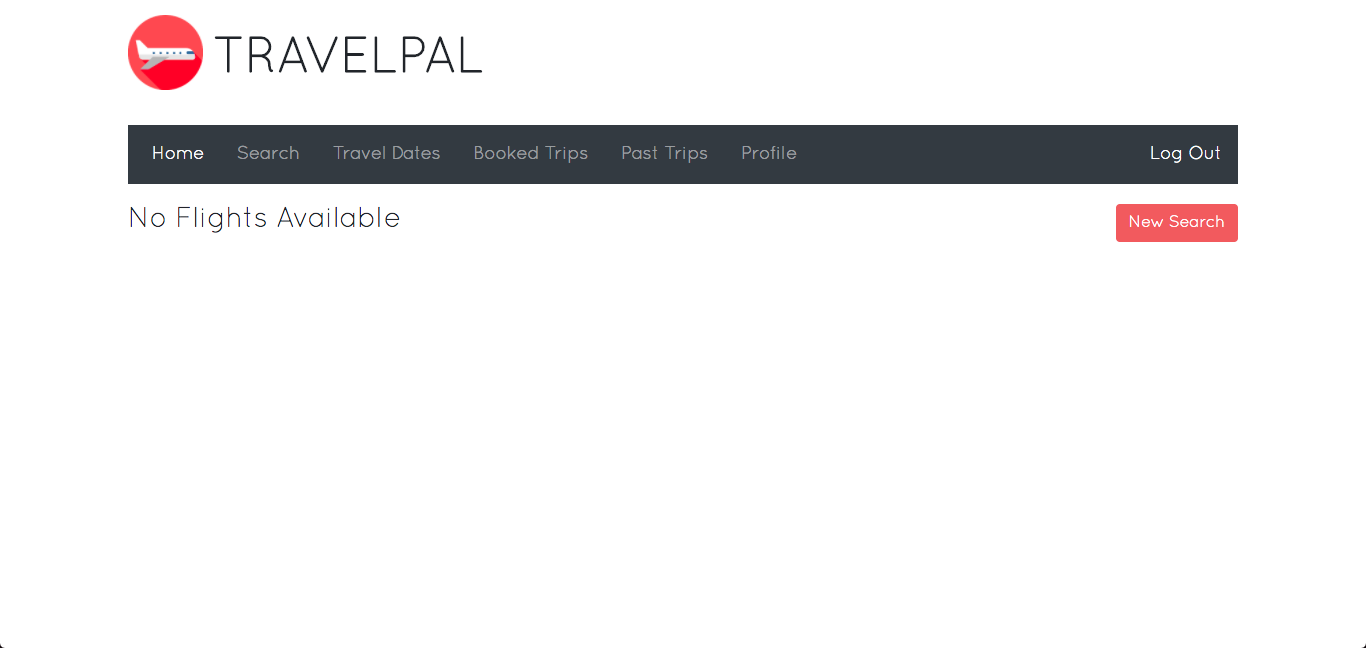 TRAVELPAL
Home Search Travel Dates Booked Trips Past Trips Profile Log Out
No Flights Available New Search